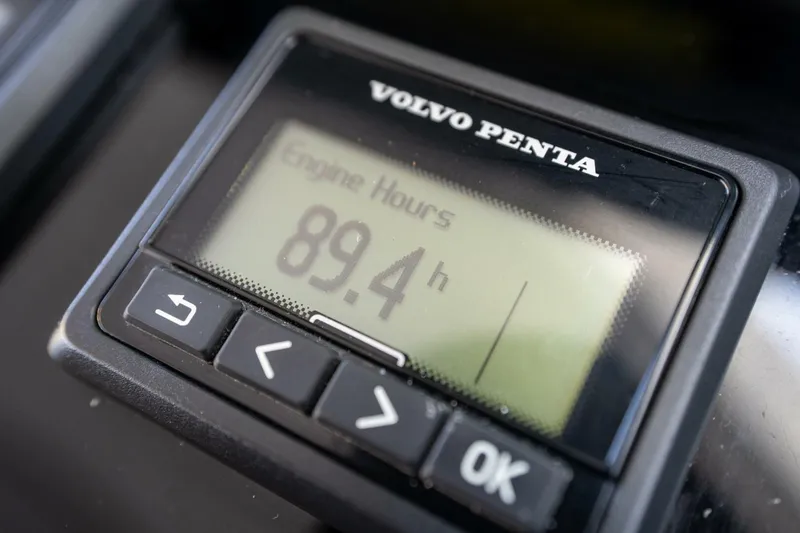 VOLVO PENTA
Engine Hours
89.4 h
OK